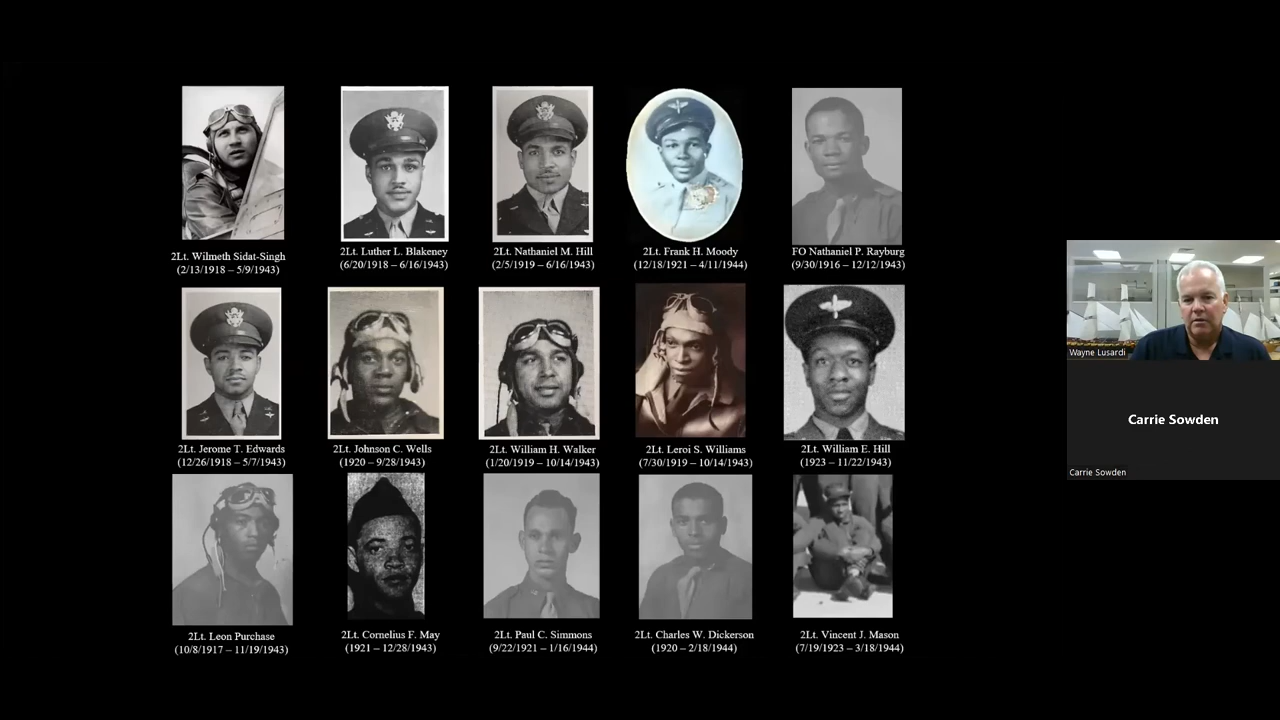 2Lt. Wilmeth Sidat-Singh
(2/13/1918 – 5/9/1943)
2Lt. Luther L. Blakeney
(6/20/1918 – 6/16/1943)
2Lt. Nathaniel M. Hill
(2/5/1919 – 6/16/1943)
2Lt. Frank H. Moody
(12/18/1921 – 4/11/1944)
FO Nathaniel P. Rayburg
(9/30/1916 – 12/12/1943)
2Lt. Jerome T. Edwards
(12/26/1918 – 5/7/1943)
2Lt. Johnson C. Wells
(1920 – 9/28/1943)
2Lt. William H. Walker
(1/20/1919 – 10/14/1943)
2Lt. Leroi S. Williams
(7/30/1919 – 10/14/1943)
2Lt. William E. Hill
(1923 – 11/22/1943)
2Lt. Leon Purchase
(10/8/1917 – 11/19/1943)
2Lt. Cornelius F. May
(1921 – 12/28/1943)
2Lt. Paul C. Simmons
(9/22/1921 – 1/16/1944)
2Lt. Charles W. Dickerson
(1920 – 2/18/1944)
2Lt. Vincent J. Mason
(7/19/1923 – 3/18/1944)
Wayne Lusardi
Carrie Sowden
Carrie Sowden